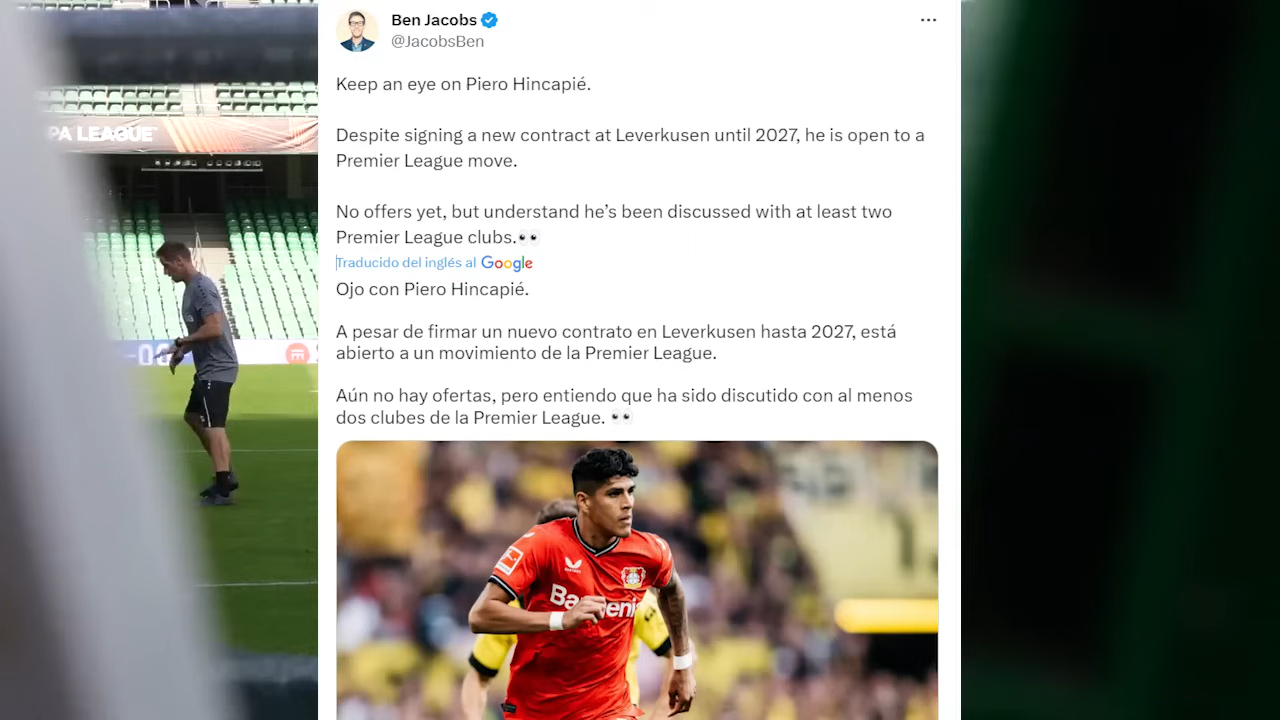 Ben Jacobs
@JacobsBen
Keep an eye on Piero Hincapié.
Despite signing a new contract at Leverkusen until 2027, he is open to a
Premier League move.
No offers yet, but understand he's been discussed with at least two
Premier League clubs.👀
Traducido del inglés al Google
Ojo con Piero Hincapié.
A pesar de firmar un nuevo contrato en Leverkusen hasta 2027, está
abierto a un movimiento de la Premier League.
Aún no hay ofertas, pero entiendo que ha sido discutido con al menos
dos clubes de la Premier League. 👀
PA LEAGUE